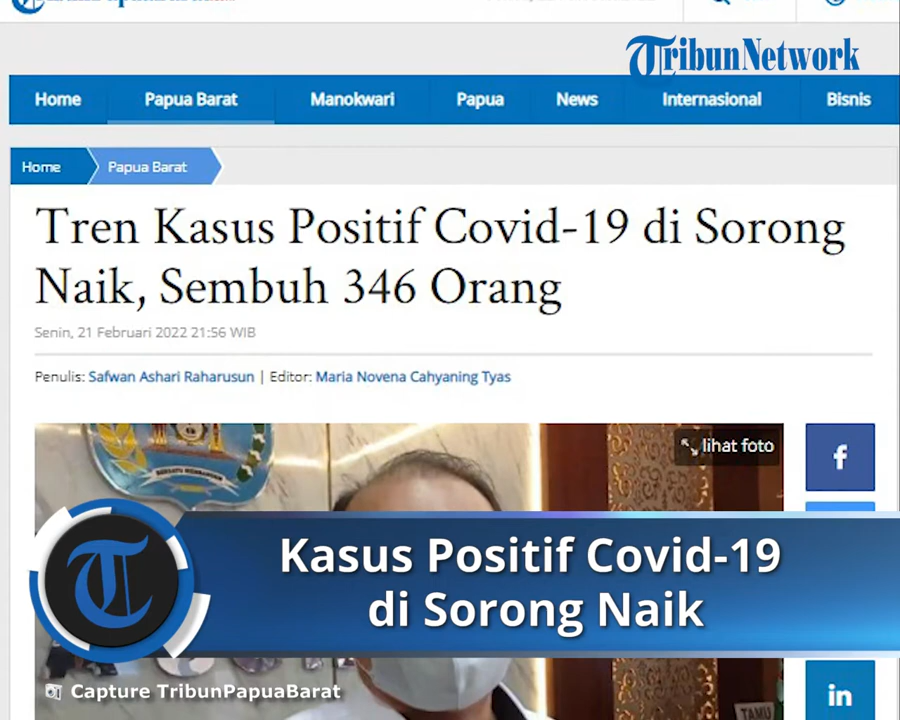 TribunNetwork
Home Papua Barat Manokwari Papua News Internasional Bisnis
Home Papua Barat
Tren Kasus Positif Covid-19 di Sorong
Naik, Sembuh 346 Orang
Senin, 21 Februari 2022 21:56 WIB
Penulis: Safwan Ashari Raharusun | Editor: Maria Novena Cahyaning Tyas
lihat foto
f
Kasus Positif Covid-19
di Sorong Naik
T
Capture TribunPapuaBarat
in
TAMU